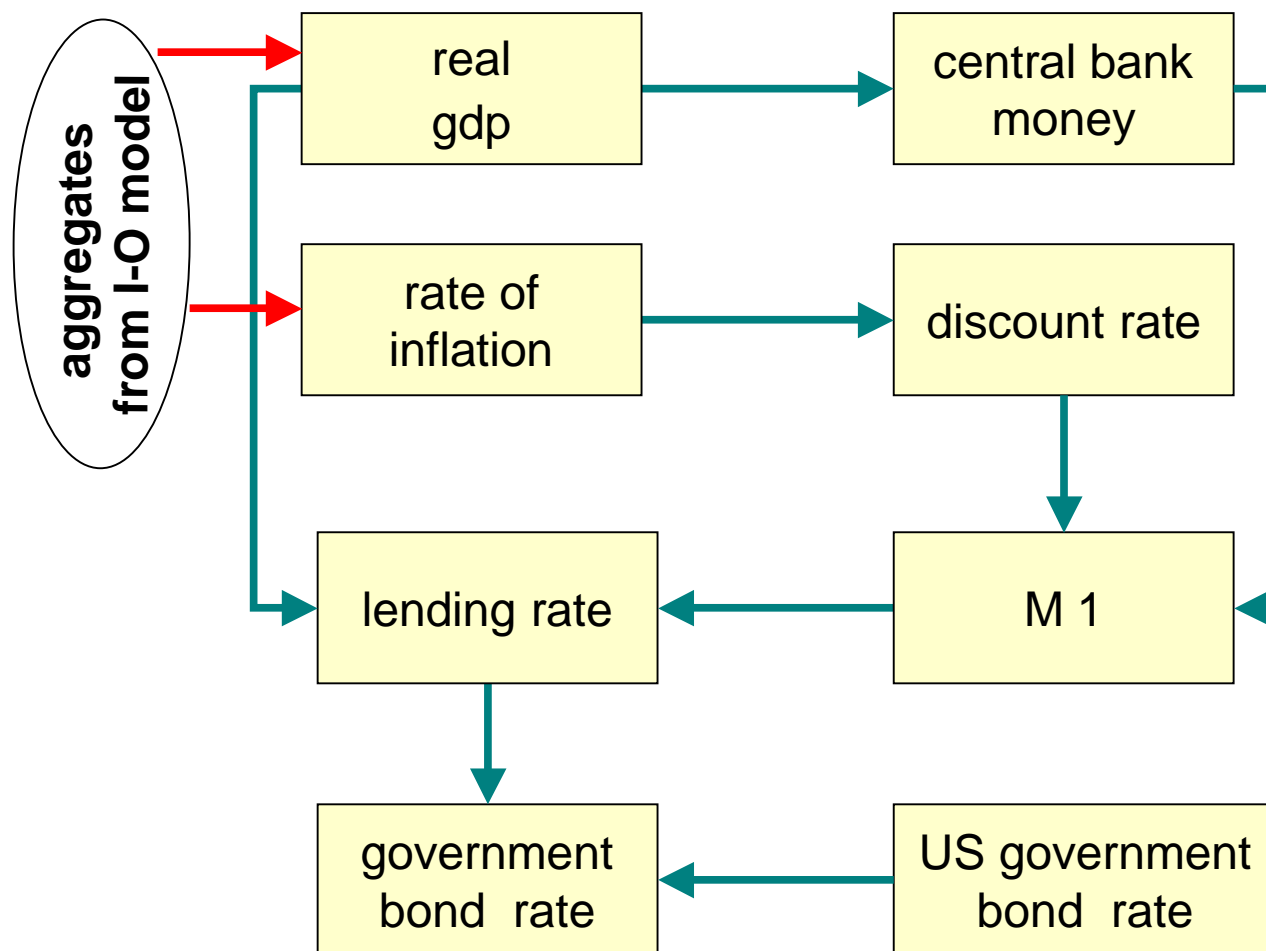 aggregates
from I-O model
real
gdp
central bank
money
rate of
inflation
discount rate
lending rate
M 1
government
bond rate
US government
bond rate